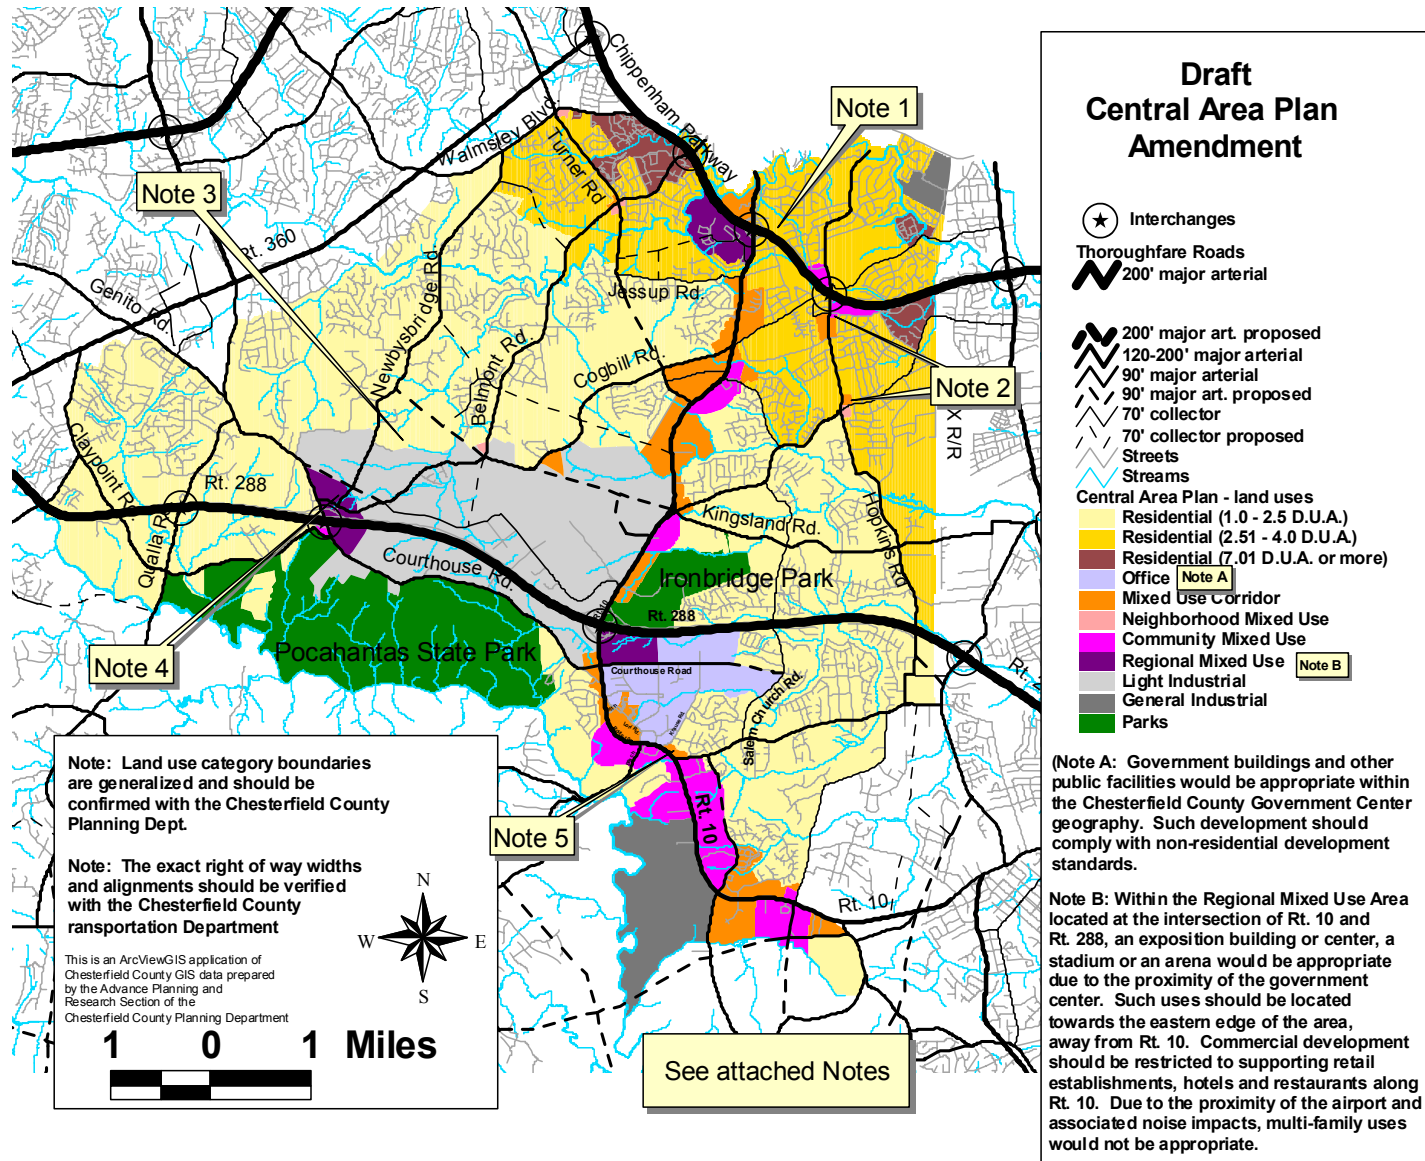 Draft
Central Area Plan
Amendment
Interchanges
Thoroughfare Roads
200' major arterial
200' major art. proposed
120-200' major arterial
90' major arterial
90' major art. proposed
70' collector
70' collector proposed
Streets
Streams
Central Area Plan - land uses
Residential (1.0 - 2.5 D.U.A.)
Residential (2.51 - 4.0 D.U.A.)
Residential (7.01 D.U.A. or more)
Office
Note A
Mixed Use Corridor
Neighborhood Mixed Use
Community Mixed Use
Regional Mixed Use
Note B
Light Industrial
General Industrial
Parks
(Note A: Government buildings and other
public facilities would be appropriate within
the Chesterfield County Government Center
geography. Such development should
comply with non-residential development
standards.
Note B: Within the Regional Mixed Use Area
located at the intersection of Rt. 10 and
Rt. 288, an exposition building or center, a
stadium or an arena would be appropriate
due to the proximity of the government
center. Such uses should be located
towards the eastern edge of the area,
away from Rt. 10. Commercial development
should be restricted to supporting retail
establishments, hotels and restaurants along
Rt. 10. Due to the proximity of the airport and
associated noise impacts, multi-family uses
would not be appropriate.
Chippenham Parkway
Note 1
Walmsley Blvd.
Turner Rd
Note 3
Rt. 360
Genito Rd.
Newbysbridge Rd.
Jessup Rd.
Belmont Rd.
Cogbill Rd.
Note 2
CSX R/R
Claypoint Rd.
Qualla Rd.
Rt. 288
Courthouse Rd.
Kingsland Rd.
Hopkins Rd
Ironbridge Park
Rt. 288
Pocahantas State Park
Courthouse Road
Salem Church Rd.
Note 4
Rt. 2
Rt. 10
Note 5
Rt. 10
Note: Land use category boundaries
are generalized and should be
confirmed with the Chesterfield County
Planning Dept.
Note: The exact right of way widths
and alignments should be verified
with the Chesterfield County
ransportation Department
N
W
E
S
This is an ArcViewGIS application of
Chesterfield County GIS data prepared
by the Advance Planning and
Research Section of the
Chesterfield County Planning Department
1 0 1 Miles
See attached Notes